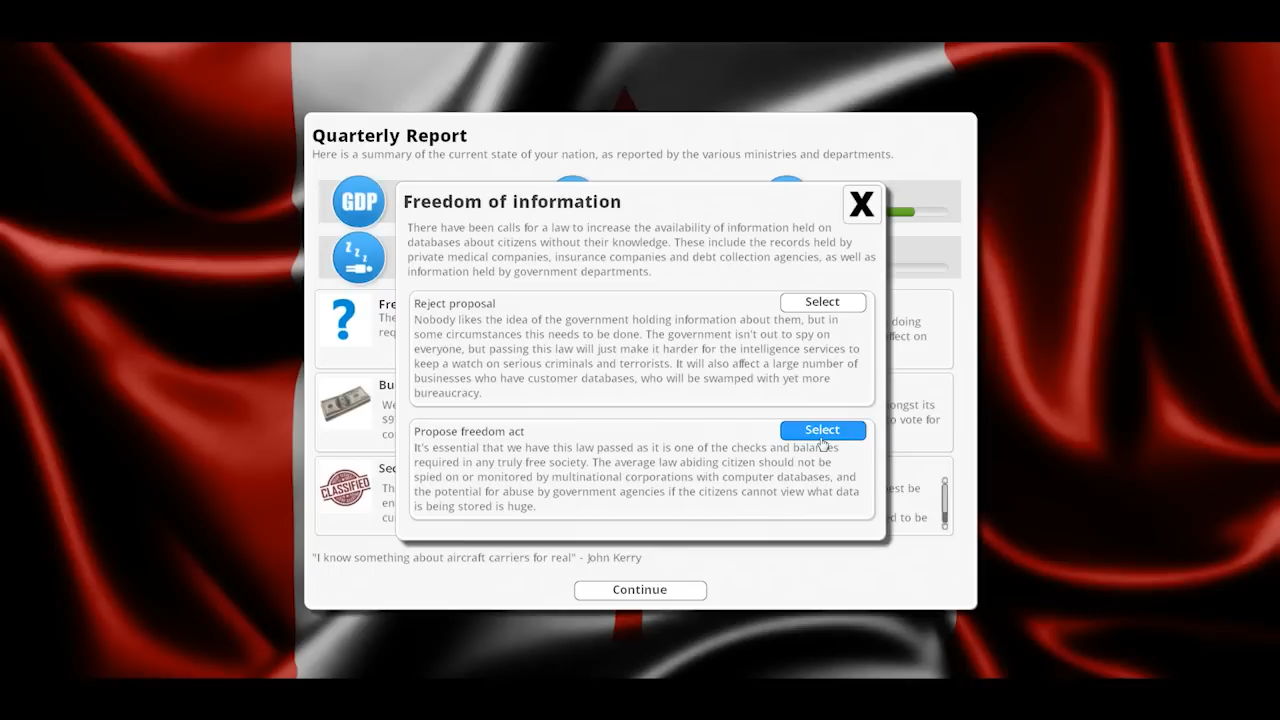 Quarterly Report
Here is a summary of the current state of your nation, as reported by the various ministries and departments.
GDP
Freedom of information
X
There have been calls for a law to increase the availability of information held on
databases about citizens without their knowledge. These include the records held by
private medical companies, insurance companies and debt collection agencies, as well as
information held by government departments.
Reject proposal
Select
Nobody likes the idea of the government holding information about them, but in
some circumstances this needs to be done. The government isn't out to spy on
everyone, but passing this law will just make it harder for the intelligence services to
keep a watch on serious criminals and terrorists. It will also affect a large number of
businesses who have customer databases, who will be swamped with yet more
bureaucracy.
Propose freedom act
Select
It's essential that we have this law passed as it is one of the checks and balances
required in any truly free society. The average law abiding citizen should not be
spied on or monitored by multinational corporations with computer databases, and
the potential for abuse by government agencies if the citizens cannot view what data
is being stored is huge.
doing
ffect on
We
ongst its
to vote for
CLASSIFIED
est be
ed to be
"I know something about aircraft carriers for real" - John Kerry
Continue